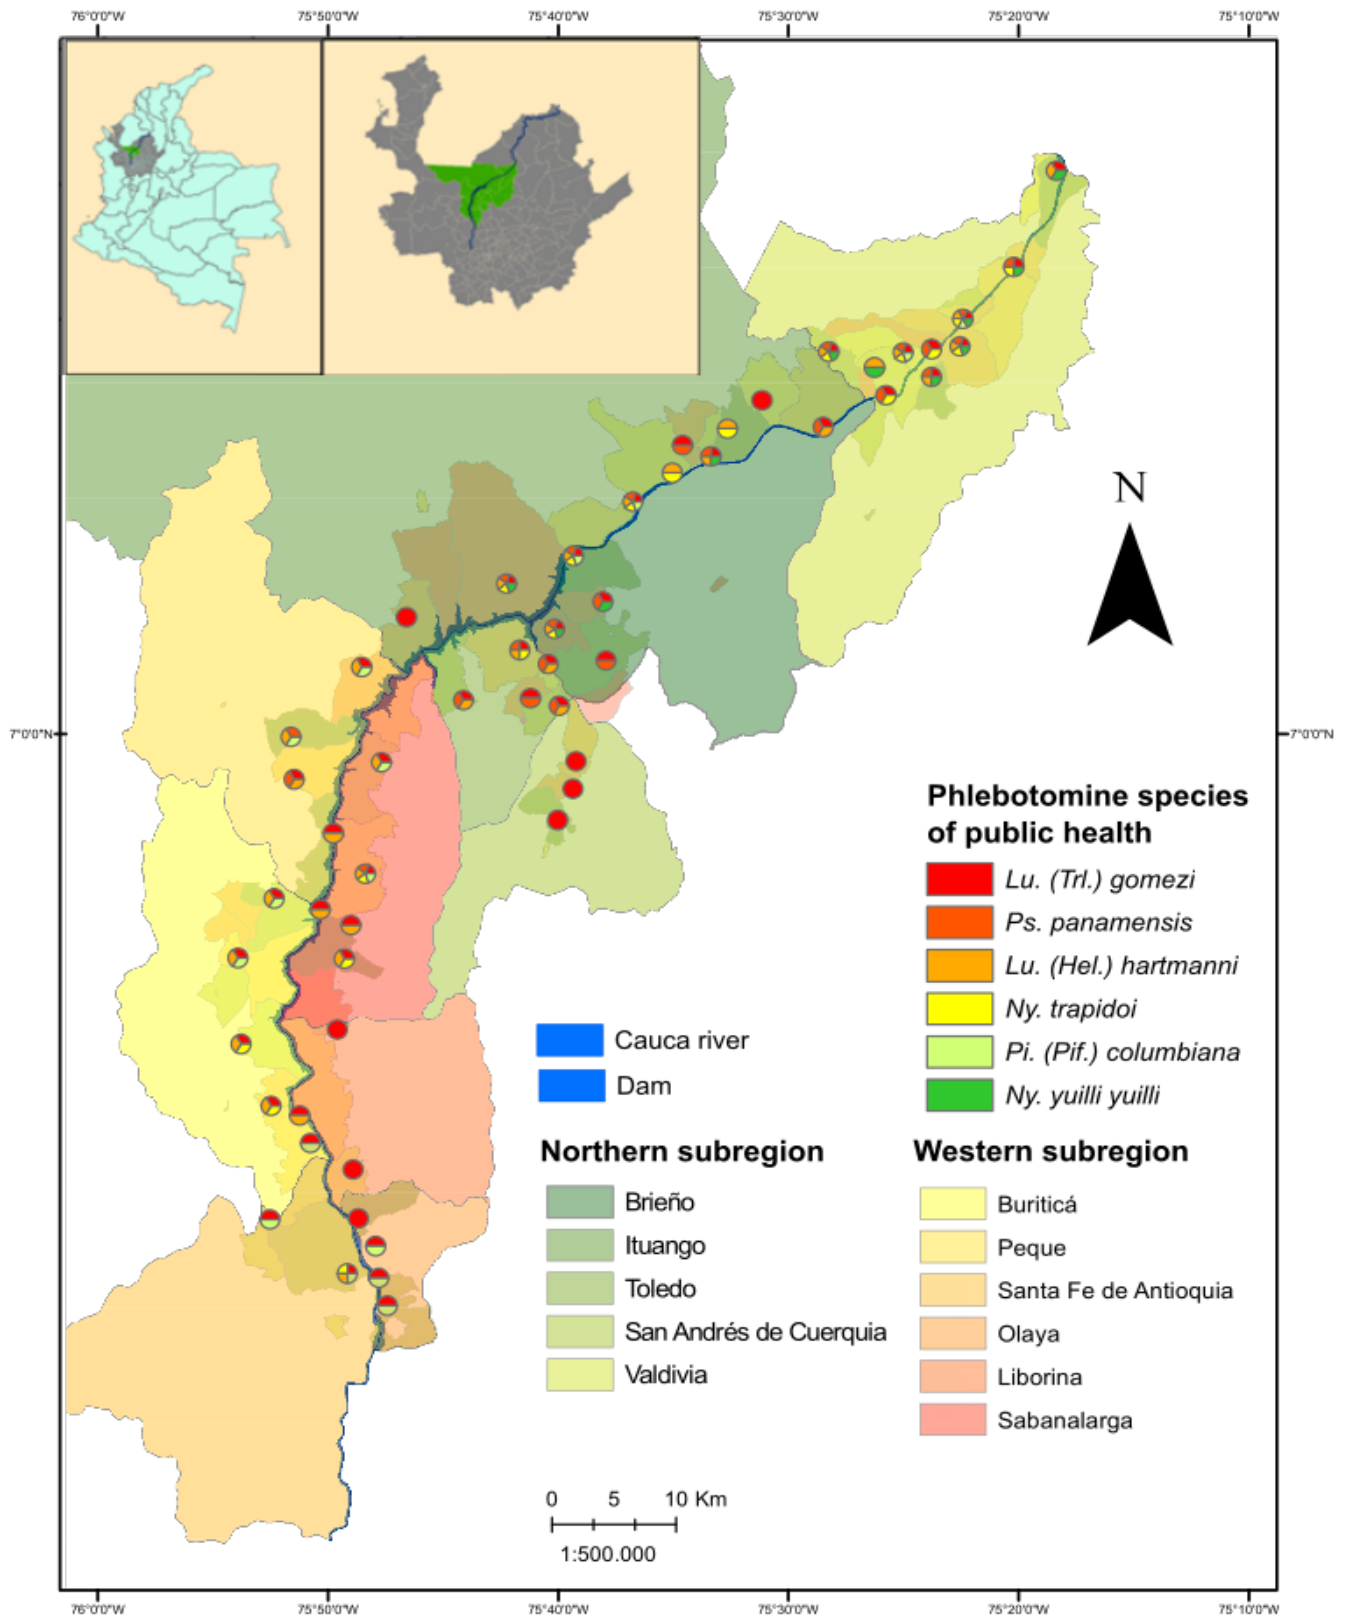 76°0'0"W 75°50'0"W 75°40'0"W 75°30'0"W 75°20'0"W 75°10'0"W
N
7°0'0"N 7°0'0"N
Phlebotomine species
of public health
Lu. (Trl.) gomezi
Ps. panamensis
Lu. (Hel.) hartmanni
Ny. trapidoi
Pi. (Pif.) columbiana
Ny. yuilli yuilli
Cauca river
Dam
Northern subregion
Brieño
Ituango
Toledo
San Andrés de Cuerquia
Valdivia
Western subregion
Buriticá
Peque
Santa Fe de Antioquia
Olaya
Liborina
Sabanalarga
0 5 10 Km
1:500.000
76°0'0"W 75°50'0"W 75°40'0"W 75°30'0"W 75°20'0"W 75°10'0"W